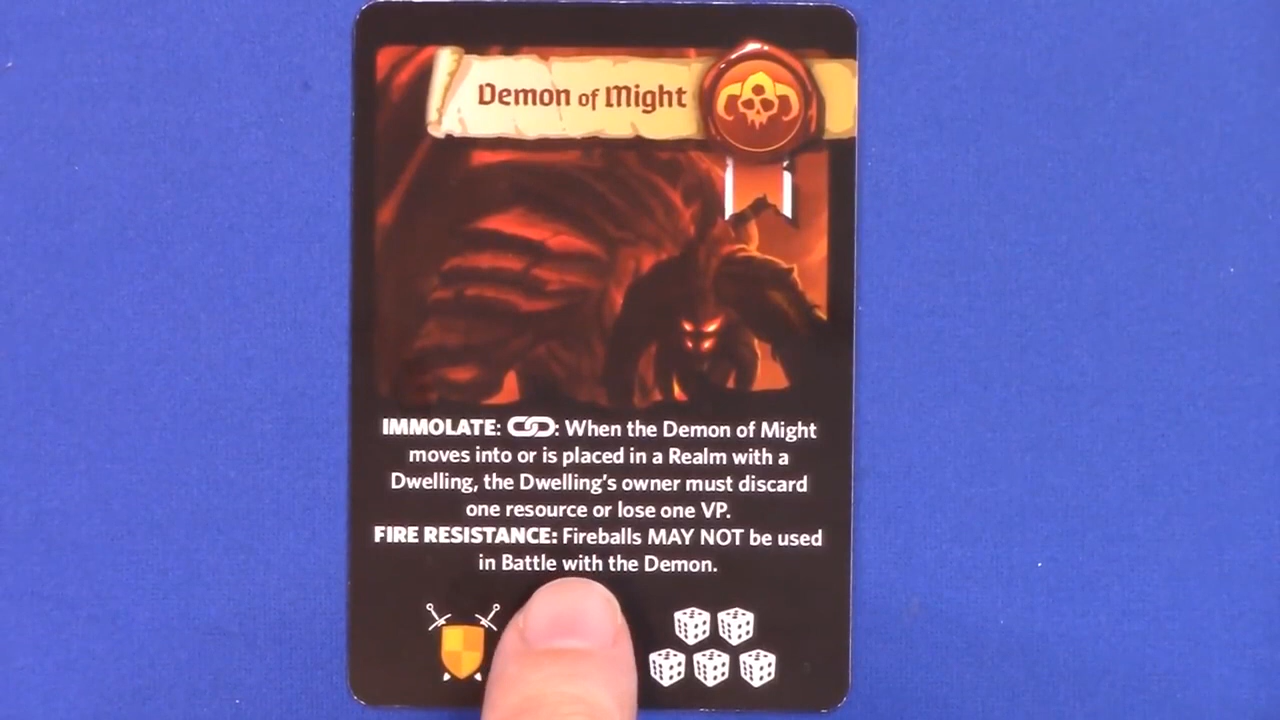 Demon of Might
IMMOLATE: : When the Demon of Might
moves into or is placed in a Realm with a
Dwelling, the Dwelling's owner must discard
one resource or lose one VP.
FIRE RESISTANCE: Fireballs MAY NOT be used
in Battle with the Demon.